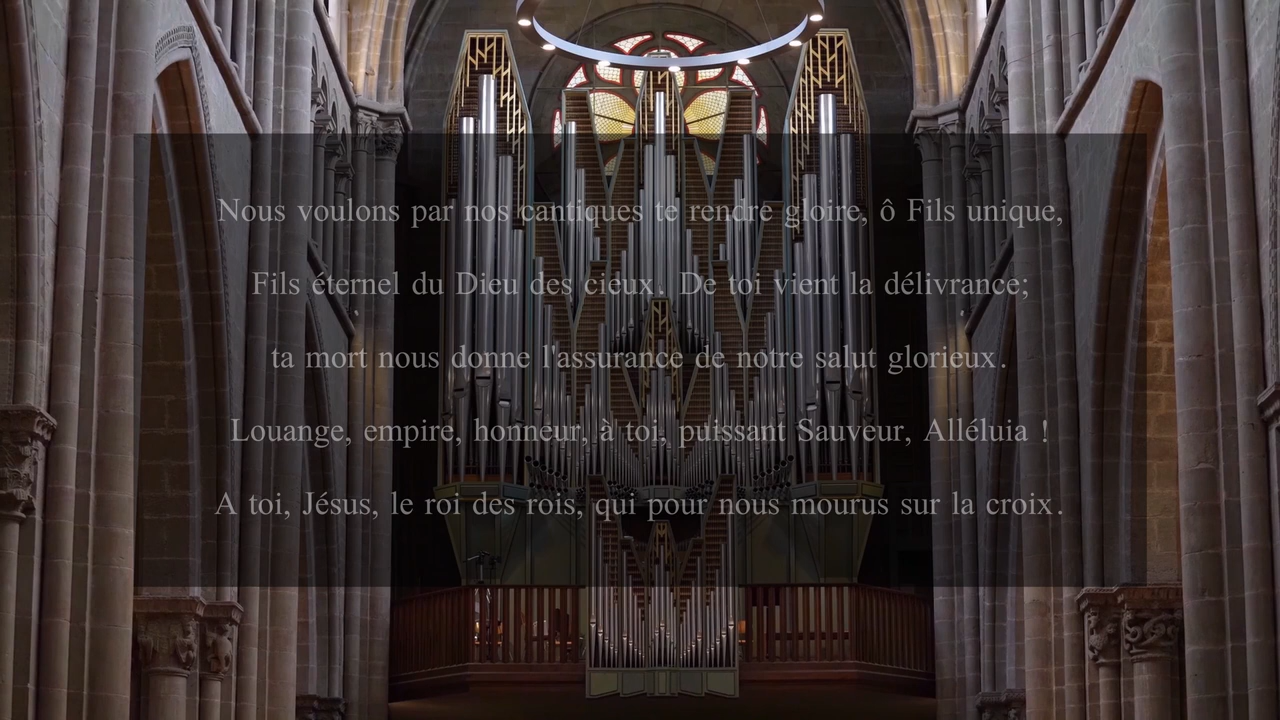 Nous voulons par nos cantiques te rendre gloire, ô Fils unique,
Fils éternel du Dieu des cieux. De toi vient la délivrance;
ta mort nous donne l'assurance de notre salut glorieux.
Louange, empire, honneur, à toi, puissant Sauveur, Alléluia !
A toi, Jésus, le roi des rois, qui pour nous mourus sur la croix.